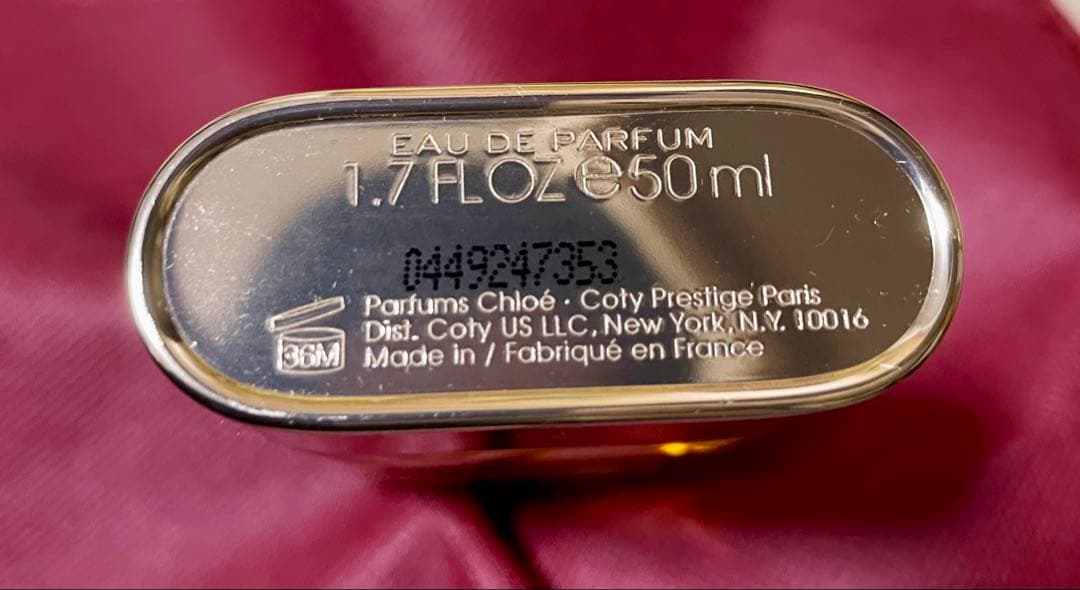 EAU DE PARFUM
1.7 FL OZ ℮ 50 ml
0449247353
Parfums Chloé · Coty Prestige Paris
Dist. Coty US LLC, New York, N.Y. 10016
36M
Made in / Fabriqué en France